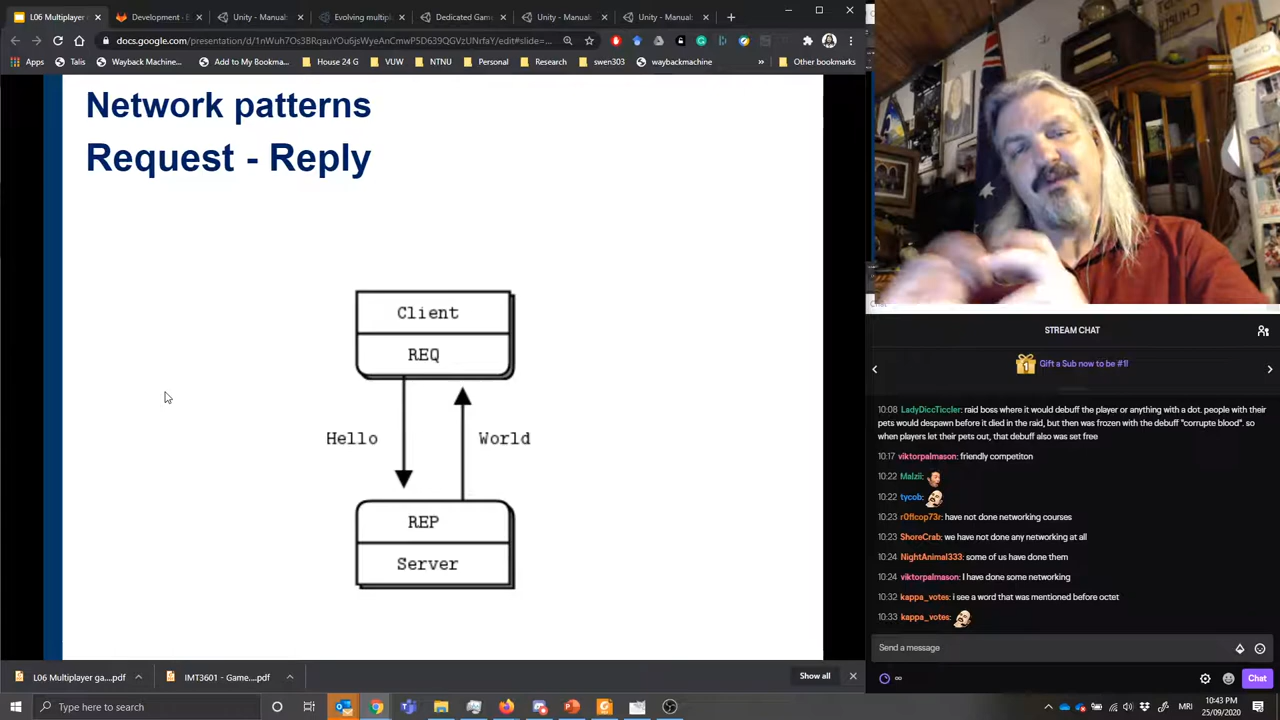 L06 Multiplayer
Dedicated Gam
Unity - Manual
Evolving multipl
Dedicated Game
Unity - Manual:
Unity - Manual:
docs.google.com/presentation/d/1nWuh7Os3BRqauYOu6jsWyeAnCmwP5D639QGVzUNrfaY/edit#slide=...
Apps
Talis
Wayback Machin...
Add to My Bookma...
House 24 G
VUW
NTNU
Personal
Research
swen303
waybackmachine
»
Other bookmarks
Network patterns
Request - Reply
Client
REQ
Hello
World
REP
Server
STREAM CHAT
1
Gift a Sub now to be #1!
10:08 LadyDiccTiccler: raid boss where it would debuff the player or anything with a dot. people with their
pets would despawn before it died in the raid, but then was frozen with the debuff "corrupte blood". so
when players let their pets out, that debuff also was set free
10:17 viktorpalmason: friendly competiton
10:22 Malzii:
10:22 tycob:
10:23 r0flcop73r: have not done networking courses
10:23 ShoreCrab: we have not done any networking at all
10:24 NightAnimal333: some of us have done them
10:24 viktorpalmason: I have done some networking
10:32 kappa_votes: i see a word that was mentioned before octet
10:33 kappa_votes:
Send a message
∞
Chat
L06 Multiplayer ga....pdf
IMT3601 - Game....pdf
Show all
Type here to search
MRI
10:43 PM
25/09/2020